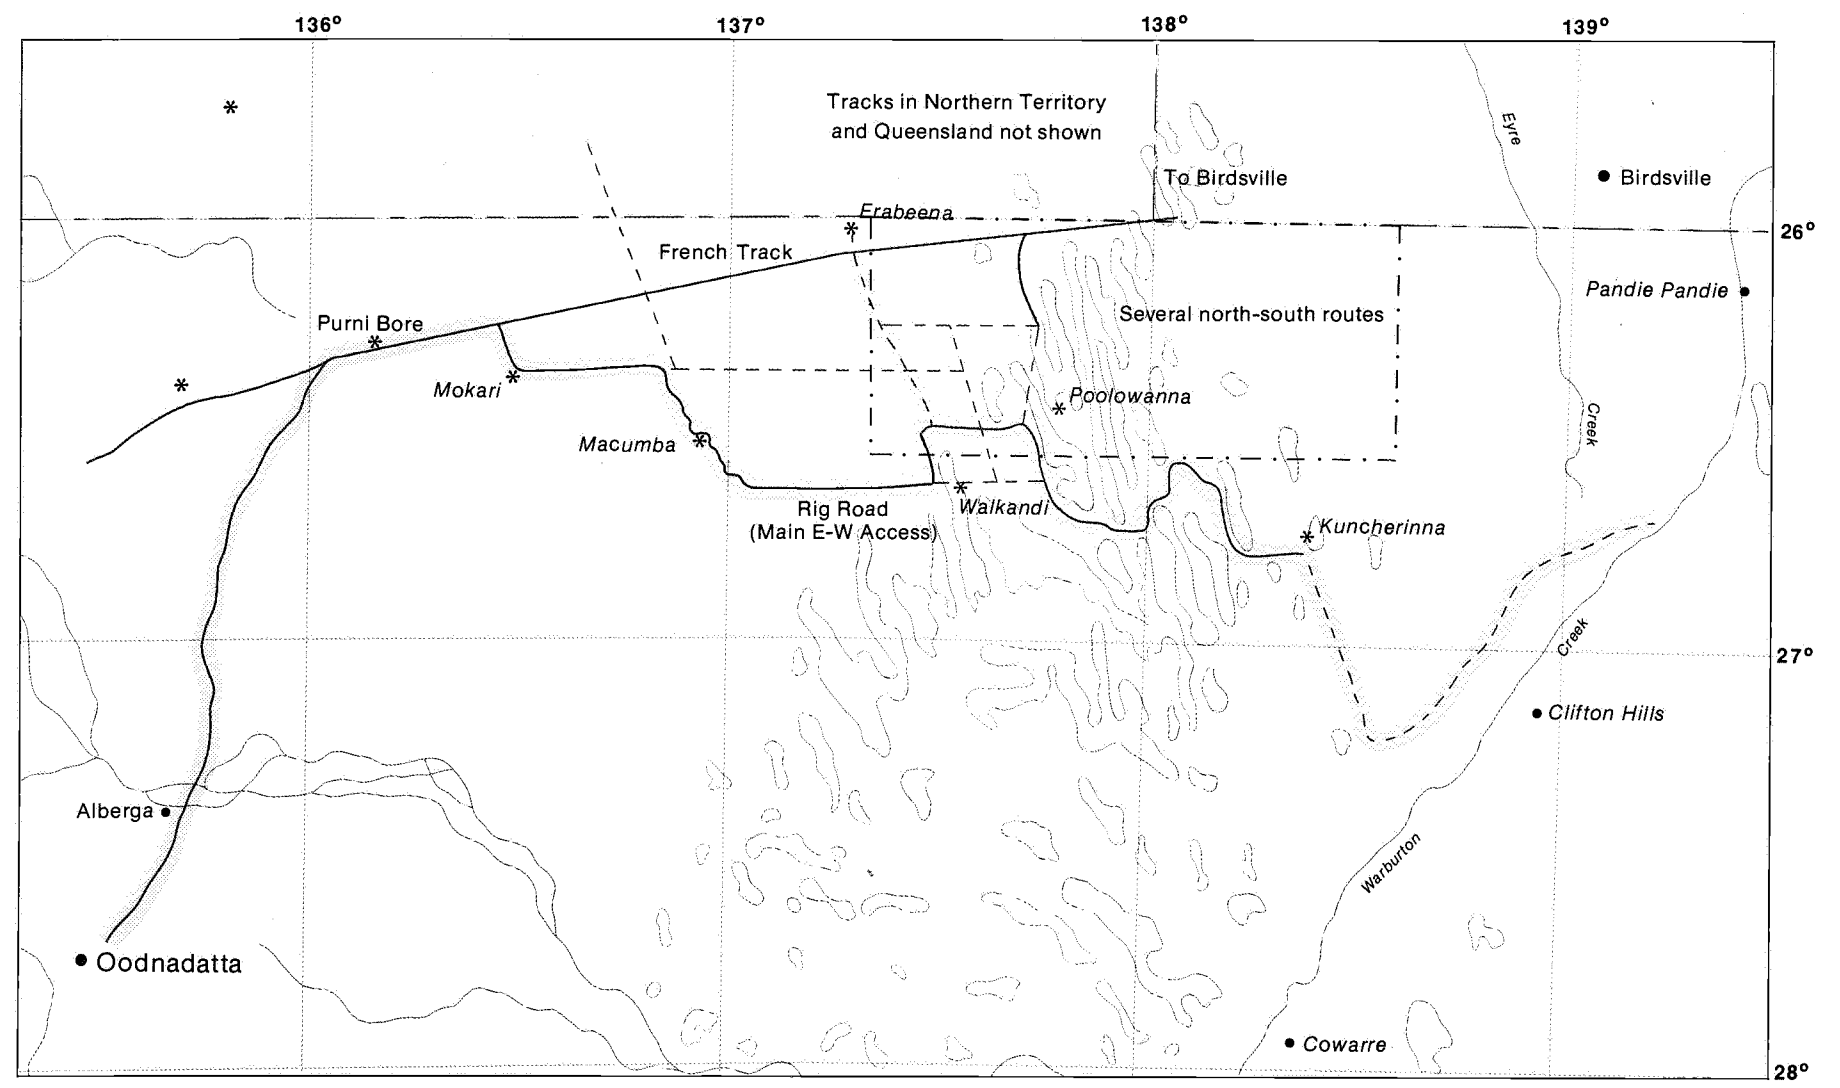 136°
137°
138°
139°
Tracks in Northern Territory
and Queensland not shown
Eyre
To Birdsville
Birdsville
Erabeena
26°
French Track
Pandie Pandie
Purni Bore
Several north-south routes
Mokari
Poolowanna
Creek
Macumba
Rig Road
(Main E-W Access)
Walkandi
Kuncherinna
Creek
27°
Clifton Hills
Alberga
Warburton
Oodnadatta
Cowarre
28°